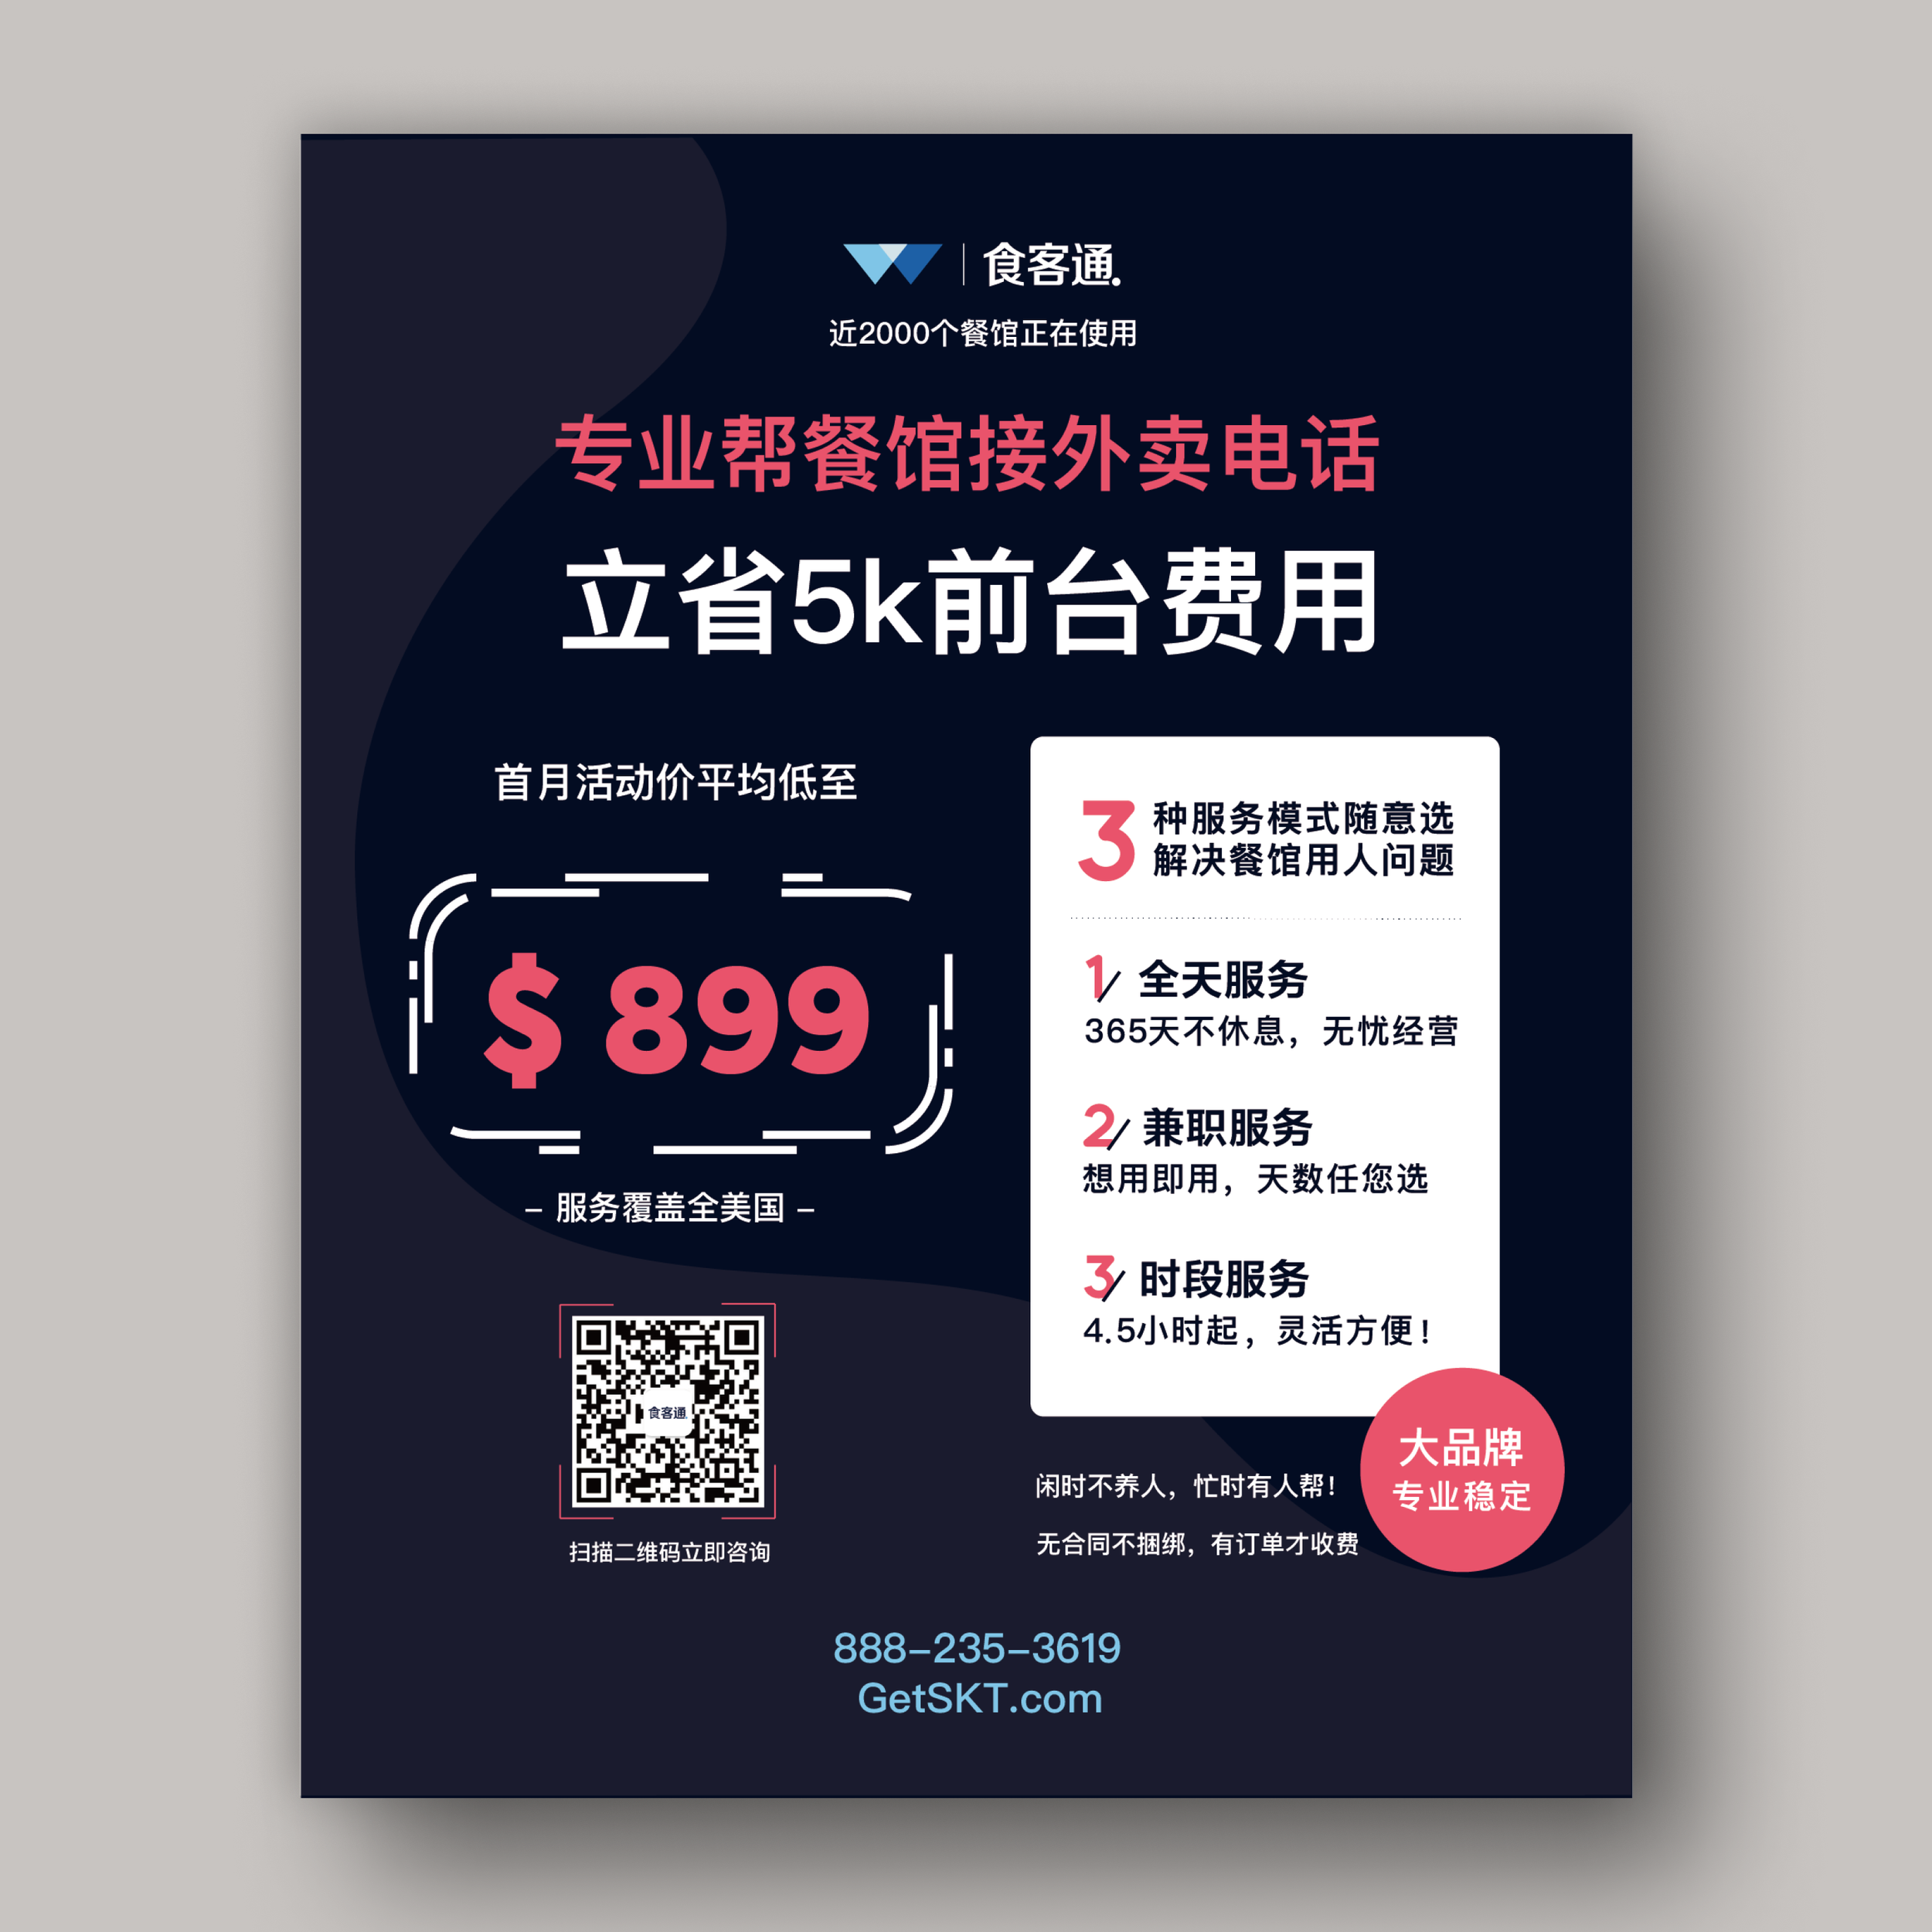 食客通.
近2000个餐馆正在使用
专业帮餐馆接外卖电话
立省5k前台费用
首月活动价平均低至
$ 899
– 服务覆盖全美国 –
3 种服务模式随意选
解决餐馆用人问题
1/ 全天服务
365天不休息，无忧经营
2/ 兼职服务
想用即用，天数任您选
3/ 时段服务
4.5小时起，灵活方便！
大品牌
专业稳定
食客通.
扫描二维码立即咨询
闲时不养人，忙时有人帮！
无合同不捆绑，有订单才收费
888-235-3619
GetSKT.com